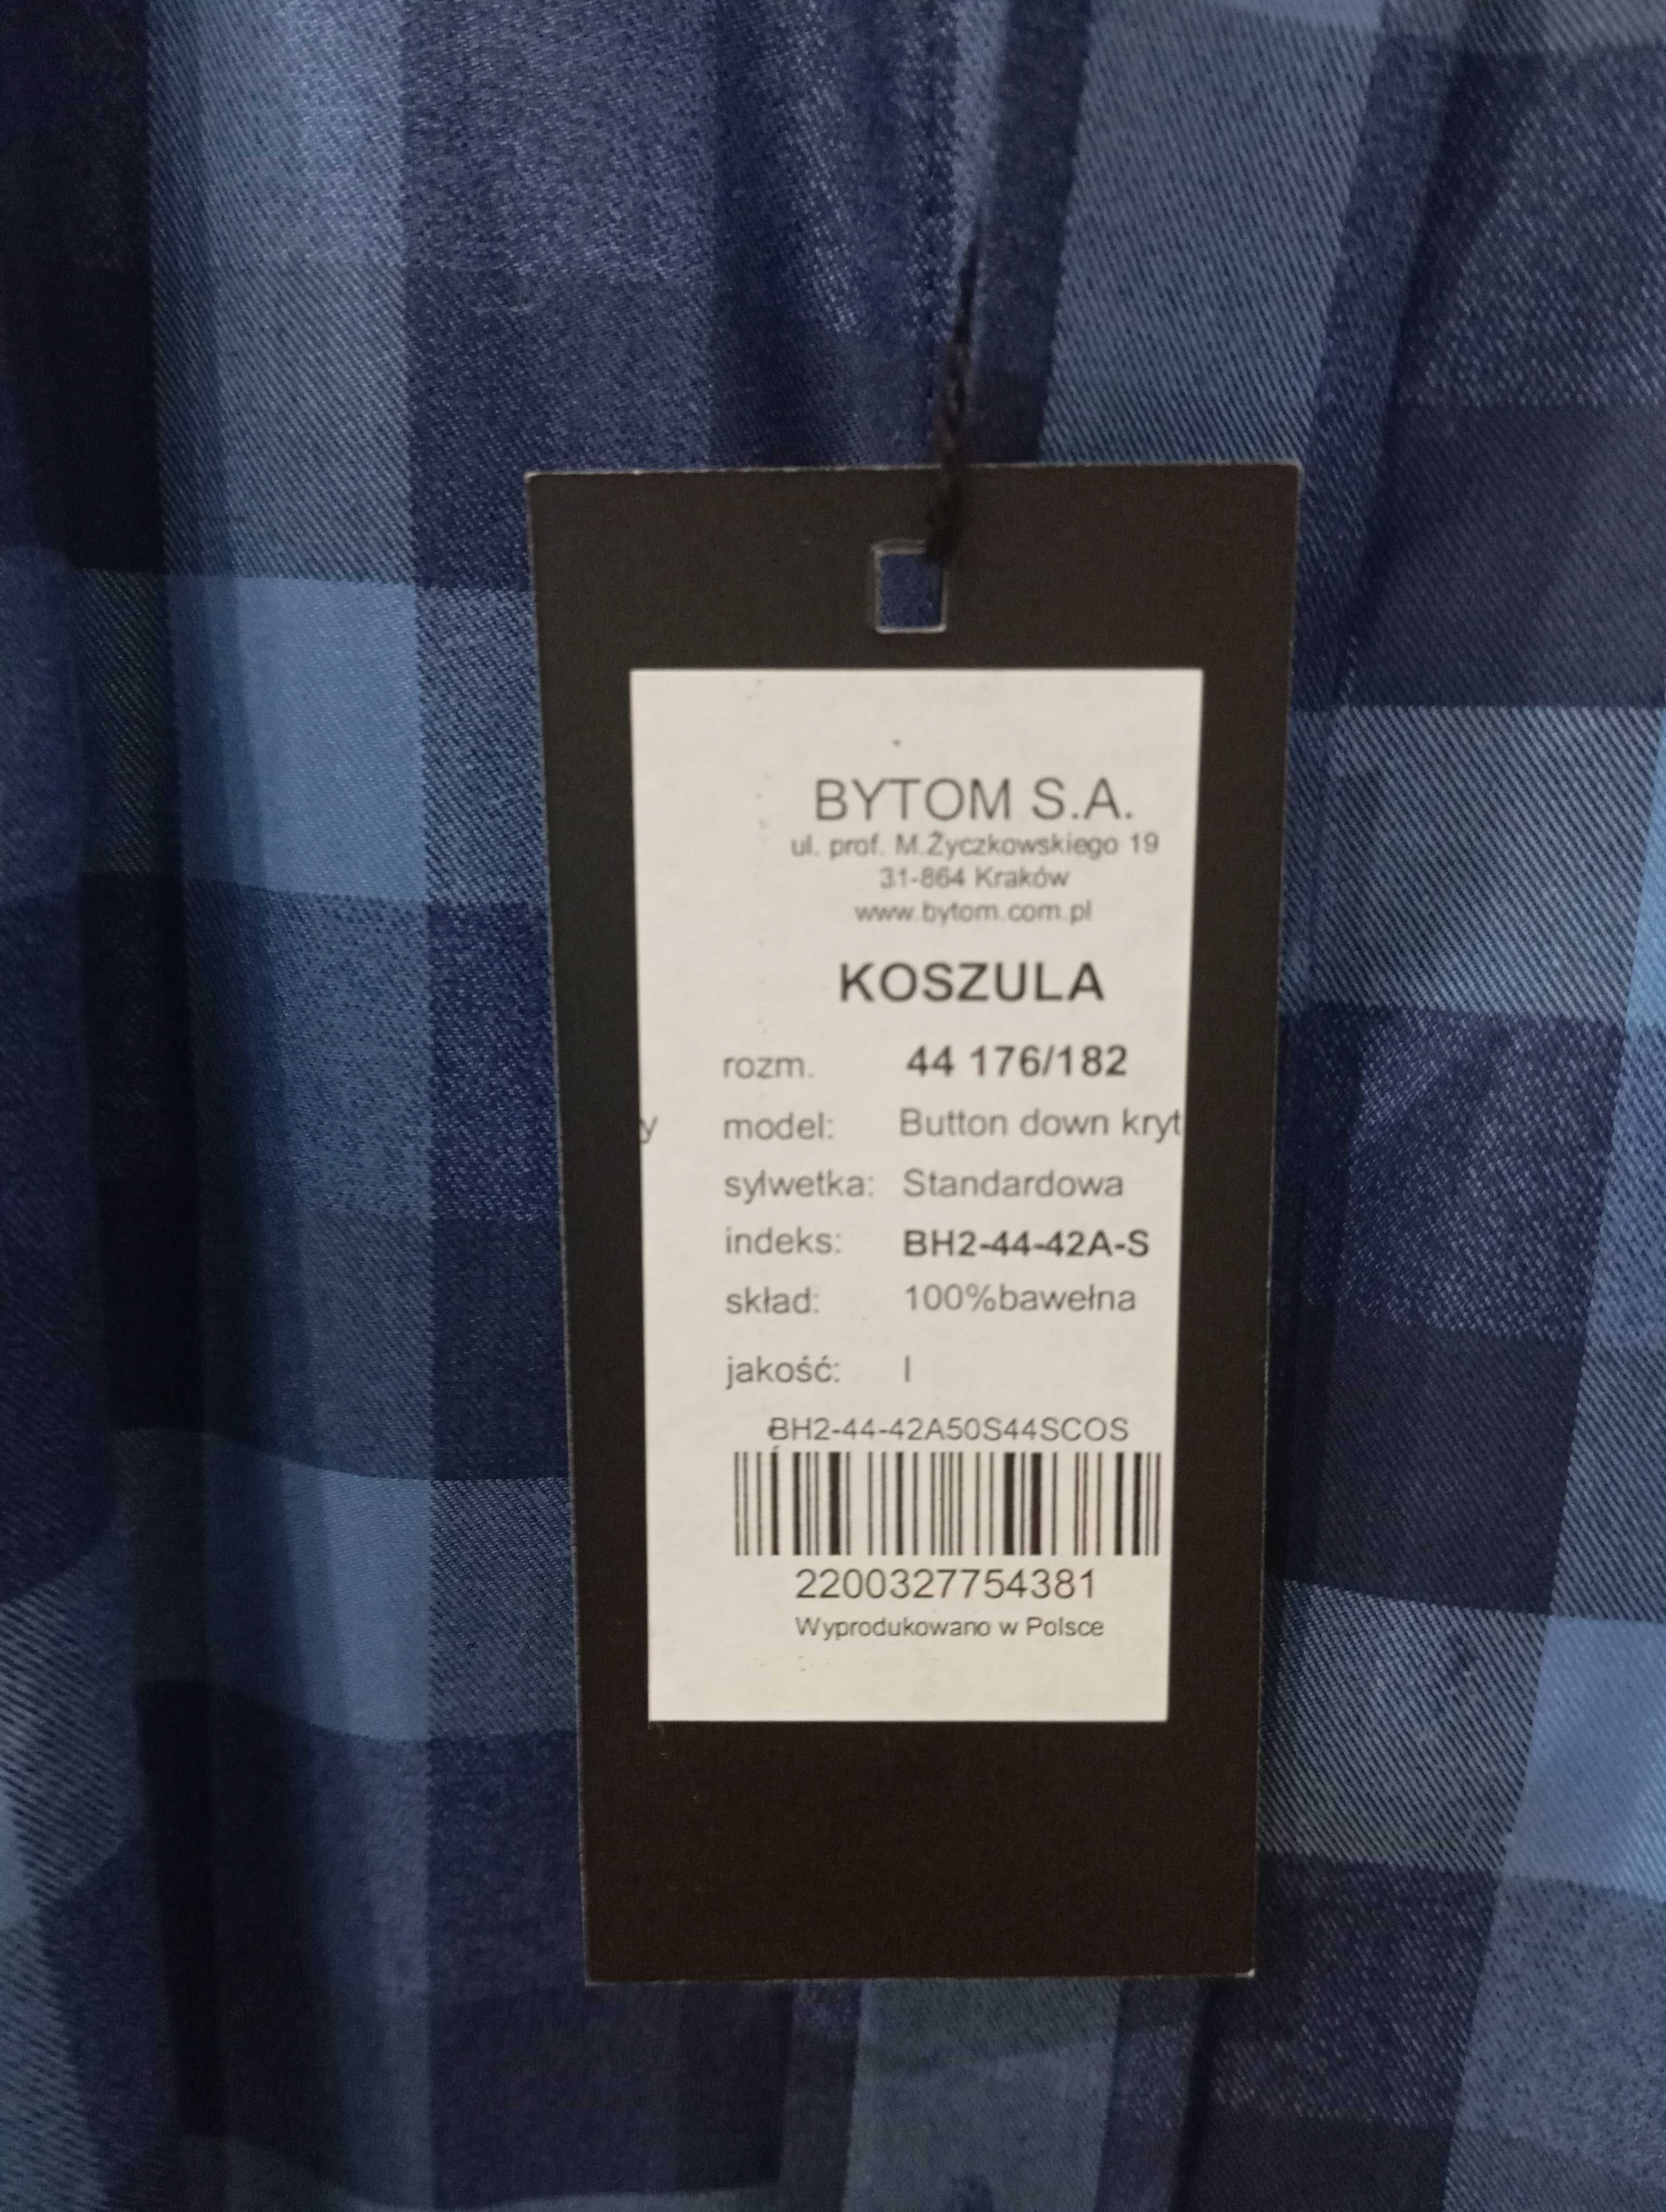 BYTOM S.A.
ul. prof. M.Życzkowskiego 19
31-864 Kraków
www.bytom.com.pl
KOSZULA
rozm. 44 176/182
y model: Button down kryt
sylwetka: Standardowa
indeks: BH2-44-42A-S
skład: 100%bawełna
jakość: I
BH2-44-42A50S44SCOS
2200327754381
Wyprodukowano w Polsce